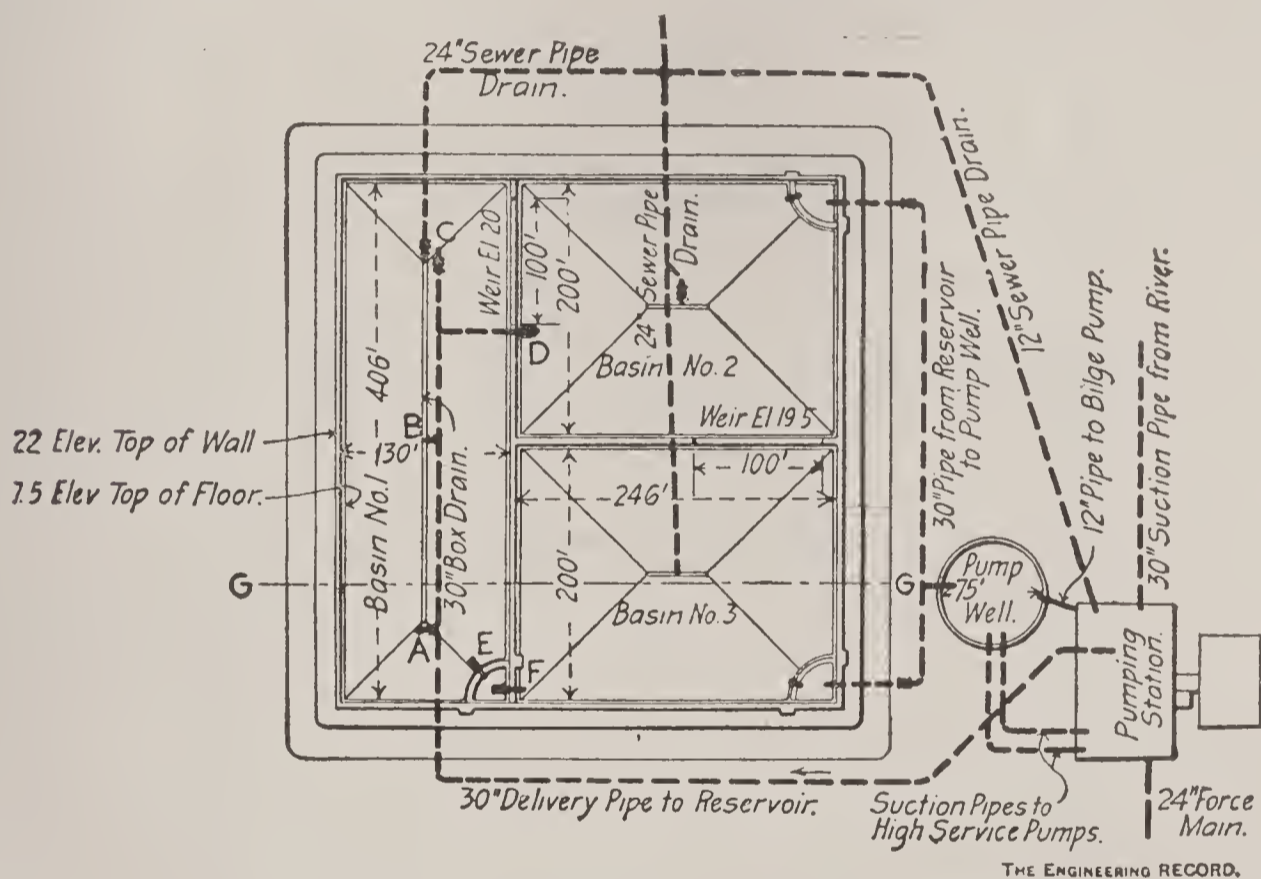 24" Sewer Pipe
Drain.
12" Sewer Pipe Drain.
C
Weir El 20
100'
200'
24 Sewer Pipe
Drain.
D
Basin No. 2
406'
B
130'
Weir El 19 5
100'
246'
22 Elev. Top of Wall
7.5 Elev Top of Floor.
Basin No. 1
30" Box Drain.
30" Pipe from Reservoir
to Pump Well.
12" Pipe to Bilge Pump.
30" Suction Pipe from River.
G
200'
G
Pump
75'
Well.
Basin No. 3
A
E
F
Pumping
Station.
30" Delivery Pipe to Reservoir.
Suction Pipes to
High Service Pumps.
24" Force
Main.
THE ENGINEERING RECORD.